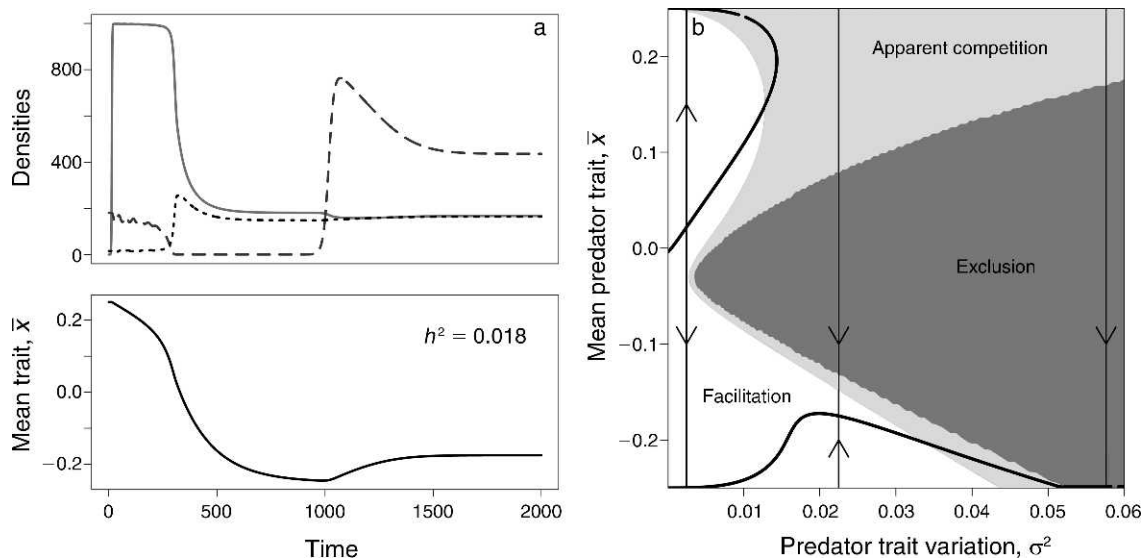 a
Densities
800
400
0
Mean trait, x̄
0.2
0.0
−0.2
h² = 0.018
0
500
1000
1500
2000
Time
b
Mean predator trait, x̄
0.2
0.1
0.0
−0.1
−0.2
Apparent competition
Exclusion
Facilitation
0.01
0.02
0.03
0.04
0.05
0.06
Predator trait variation, σ²